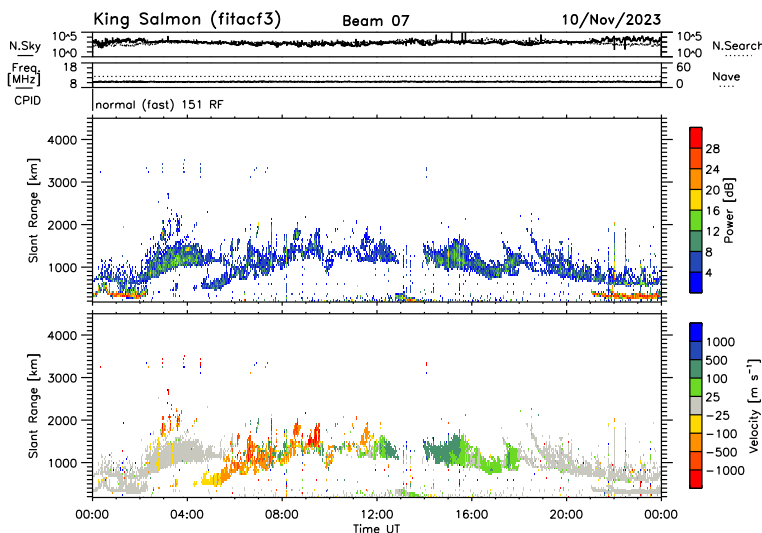 King Salmon (fitacf3) Beam 07 10/Nov/2023
N.Sky 10^5 10^0 10^5 10^0 N.Search
Freq. [MHz] 18 8 60 0 Nave
CPID normal (fast) 151 RF
Slant Range [km] 4000 3000 2000 1000
Power [dB] 28 24 20 16 12 8 4
Slant Range [km] 4000 3000 2000 1000
Velocity [m s⁻¹] 1000 500 100 25 −25 −100 −500 −1000
00:00 04:00 08:00 12:00 16:00 20:00 00:00
Time UT